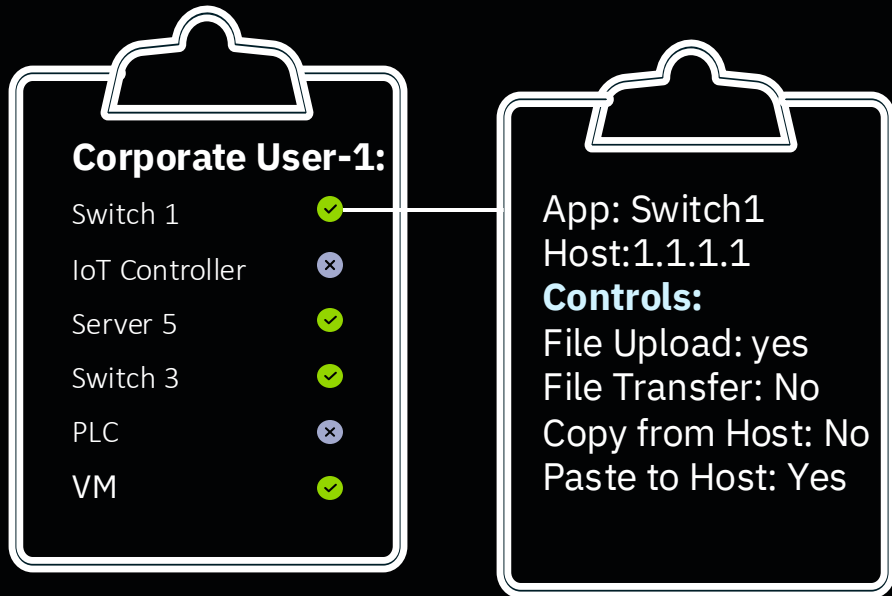 Corporate User-1:
Switch 1
IoT Controller
Server 5
Switch 3
PLC
VM
App: Switch1
Host:1.1.1.1
Controls:
File Upload: yes
File Transfer: No
Copy from Host: No
Paste to Host: Yes